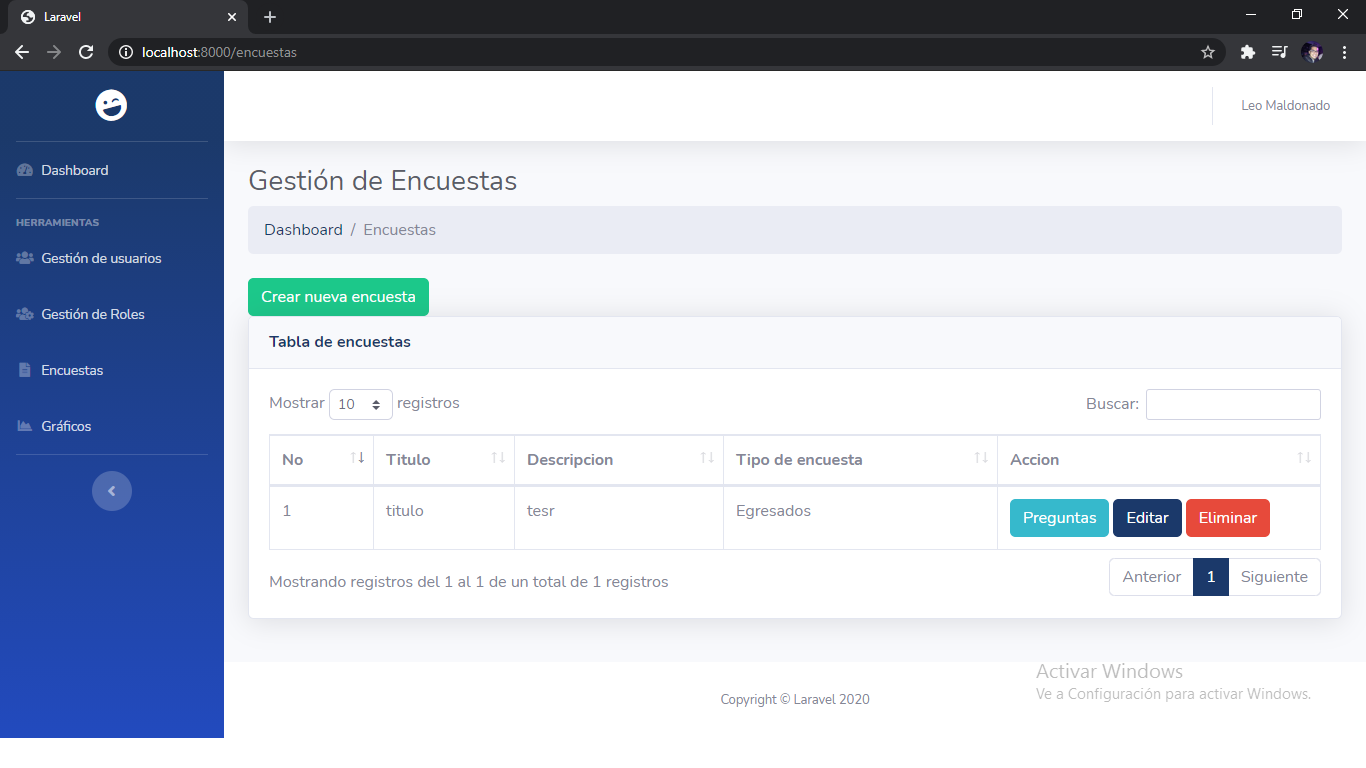 Laravel
localhost:8000/encuestas
Leo Maldonado
Dashboard
HERRAMIENTAS
Gestión de usuarios
Gestión de Roles
Encuestas
Gráficos
Gestión de Encuestas
Dashboard / Encuestas
Crear nueva encuesta
Tabla de encuestas
Mostrar 10 registros
Buscar:
No Titulo Descripcion Tipo de encuesta Accion
1 titulo tesr Egresados Preguntas Editar Eliminar
Mostrando registros del 1 al 1 de un total de 1 registros
Anterior 1 Siguiente
Activar Windows
Ve a Configuración para activar Windows.
Copyright © Laravel 2020